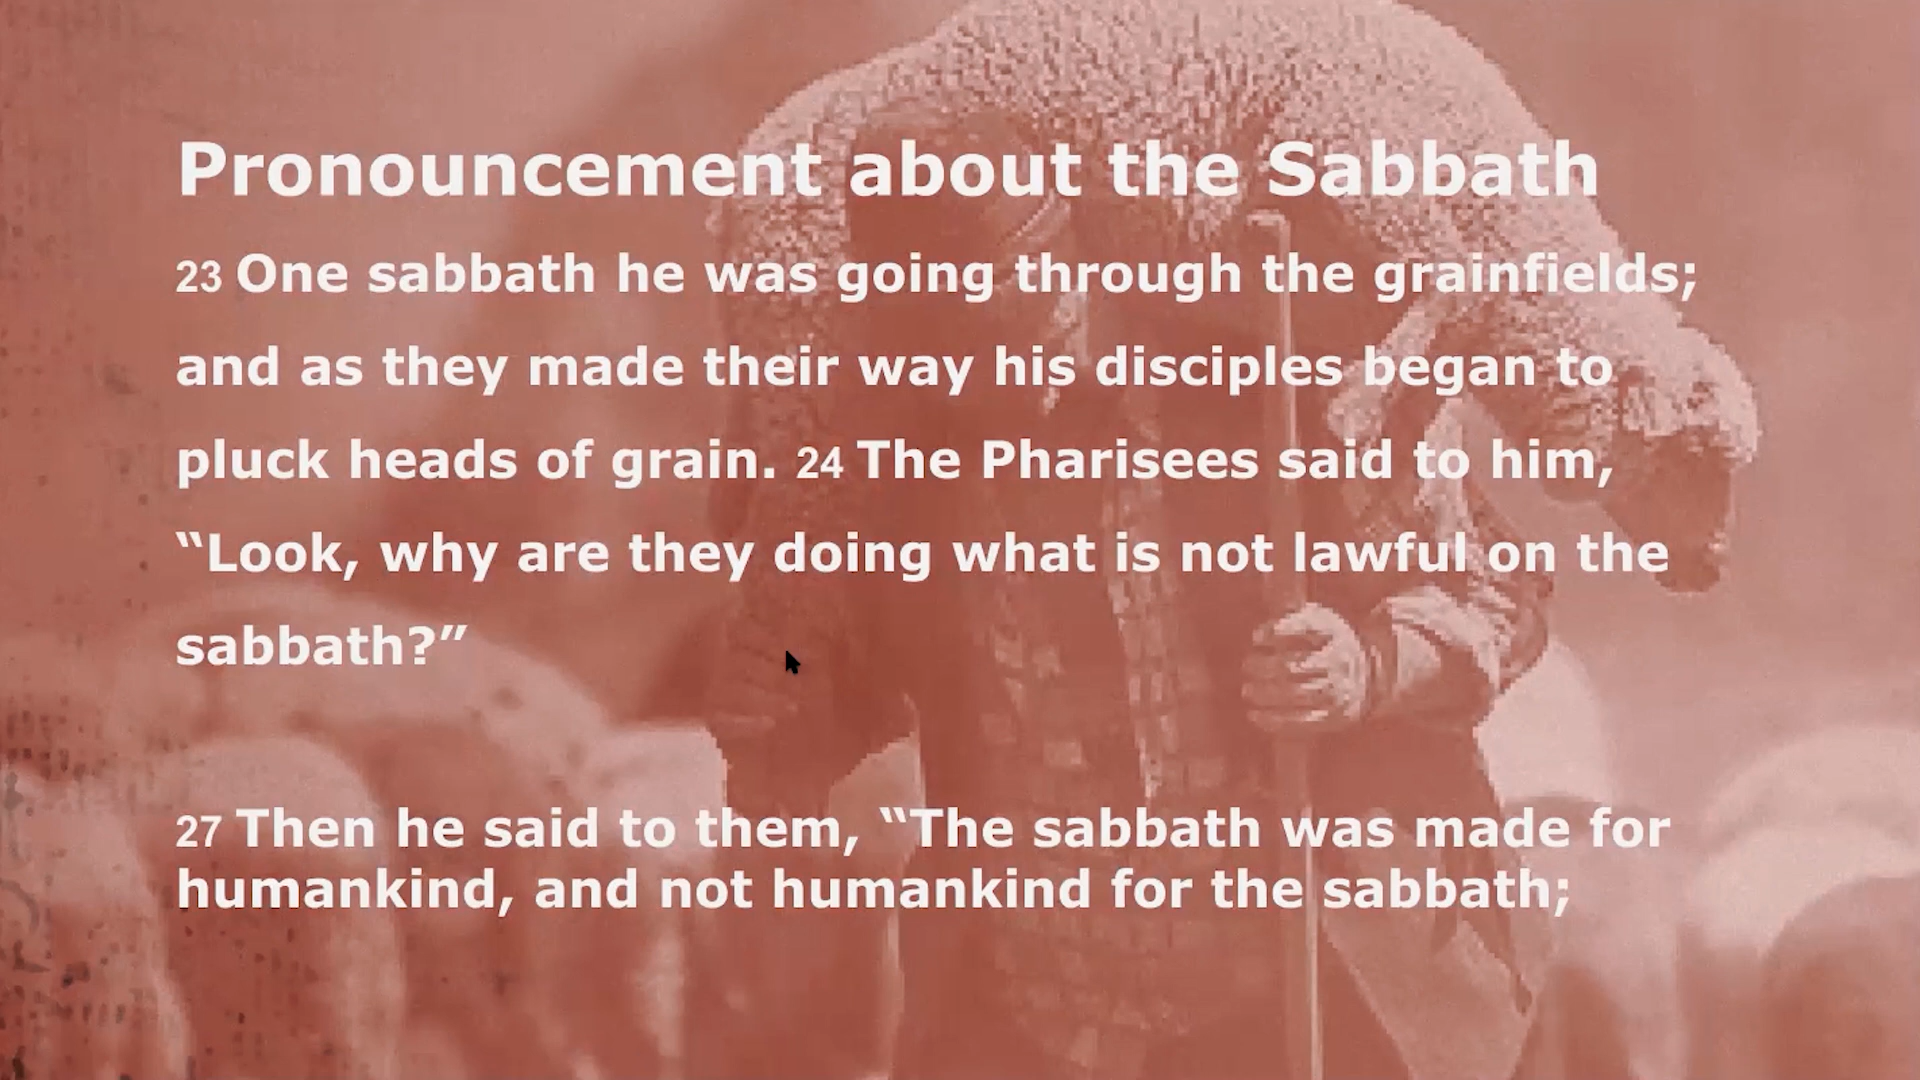 Pronouncement about the Sabbath
23 One sabbath he was going through the grainfields;
and as they made their way his disciples began to
pluck heads of grain. 24 The Pharisees said to him,
“Look, why are they doing what is not lawful on the
sabbath?”
27 Then he said to them, “The sabbath was made for
humankind, and not humankind for the sabbath;